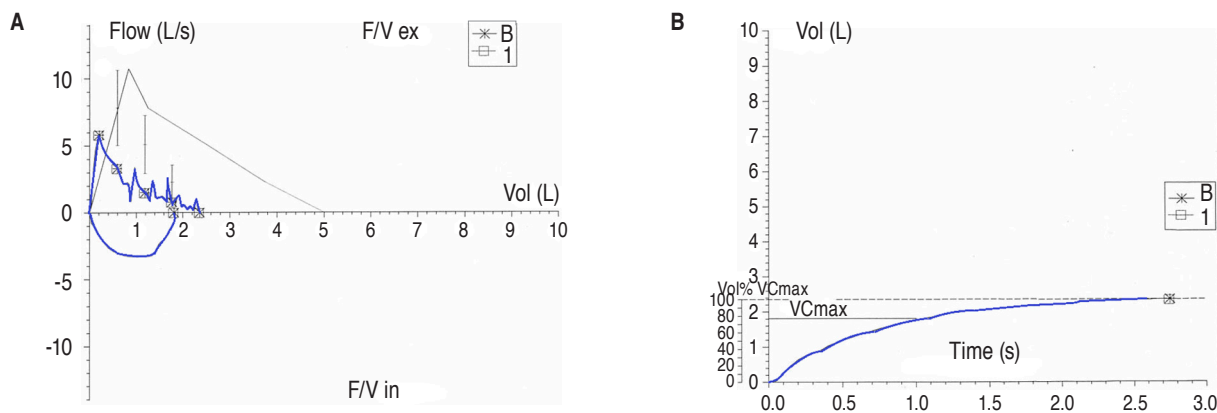 A
Flow (L/s)
F/V ex
B
1
10
5
0
-5
-10
Vol (L)
1 2 3 4 5 6 7 8 9 10
F/V in
B
Vol (L)
10
9
8
7
6
5
4
3
2
1
0
Vol% VCmax
100
80
60
40
20
0
VCmax
B
1
Time (s)
0.0 0.5 1.0 1.5 2.0 2.5 3.0